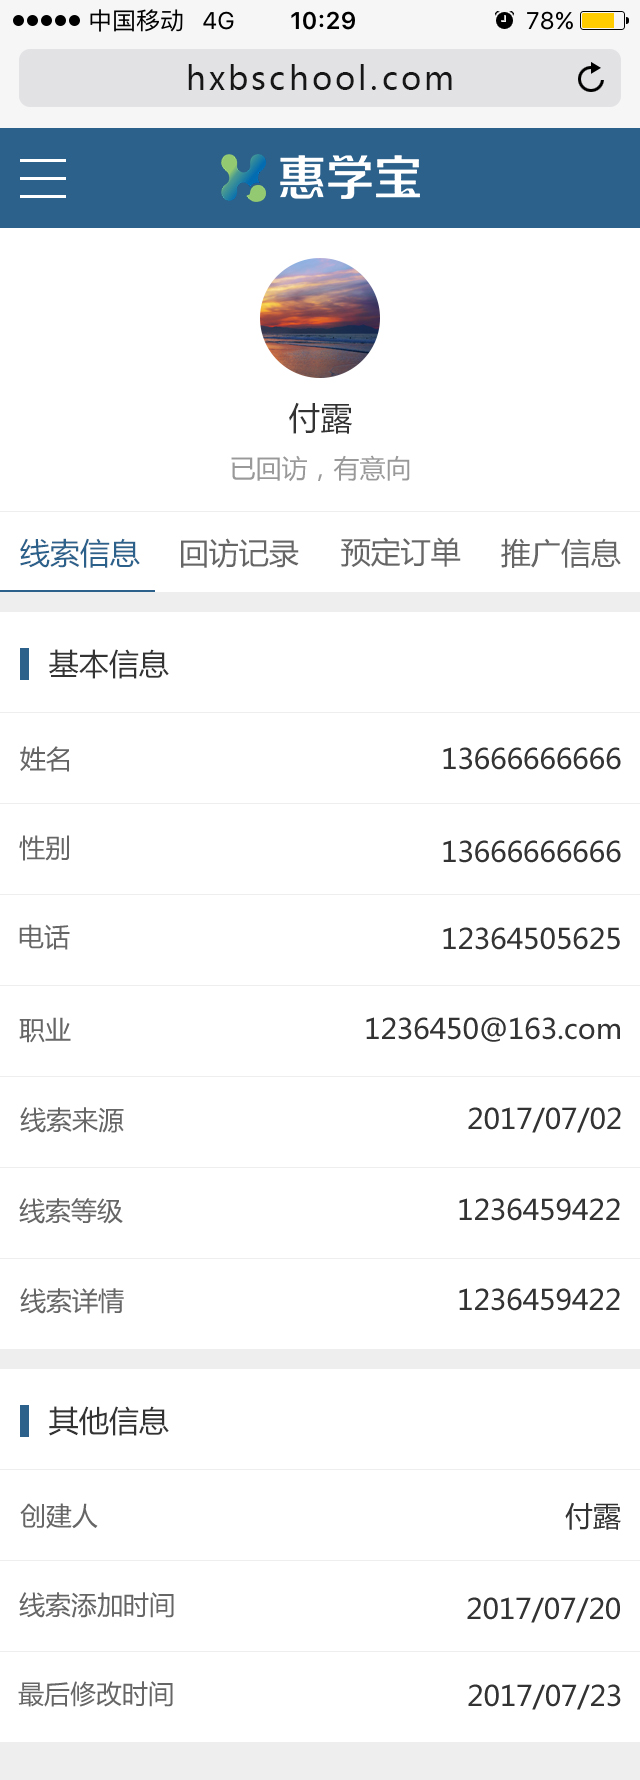 中国移动 4G 10:29 78%
hxbschool.com
惠学宝
付露
已回访，有意向
线索信息 回访记录 预定订单 推广信息
基本信息
姓名 13666666666
性别 13666666666
电话 12364505625
职业 1236450@163.com
线索来源 2017/07/02
线索等级 1236459422
线索详情 1236459422
其他信息
创建人 付露
线索添加时间 2017/07/20
最后修改时间 2017/07/23